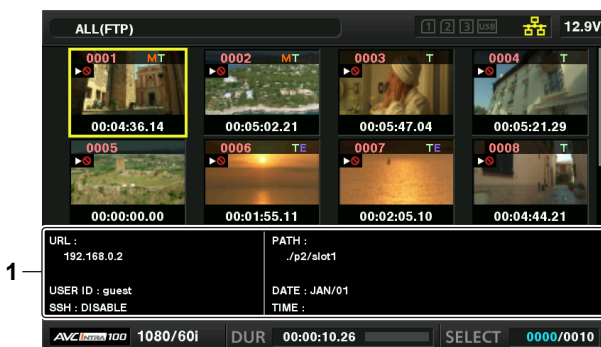 ALL(FTP)
1 2 3 USB
12.9V
0001 MT
0002 MT
0003 T
0004 T
00:04:36.14
00:05:02.21
00:05:47.04
00:05:21.29
0005
0006 TE
0007 TE
0008 T
00:00:00.00
00:01:55.11
00:02:05.10
00:04:44.21
1
URL :
192.168.0.2
USER ID : guest
SSH : DISABLE
PATH :
./p2/slot1
DATE : JAN/01
TIME :
AVC INTRA 100 1080/60i DUR 00:00:10.26 SELECT 0000/0010